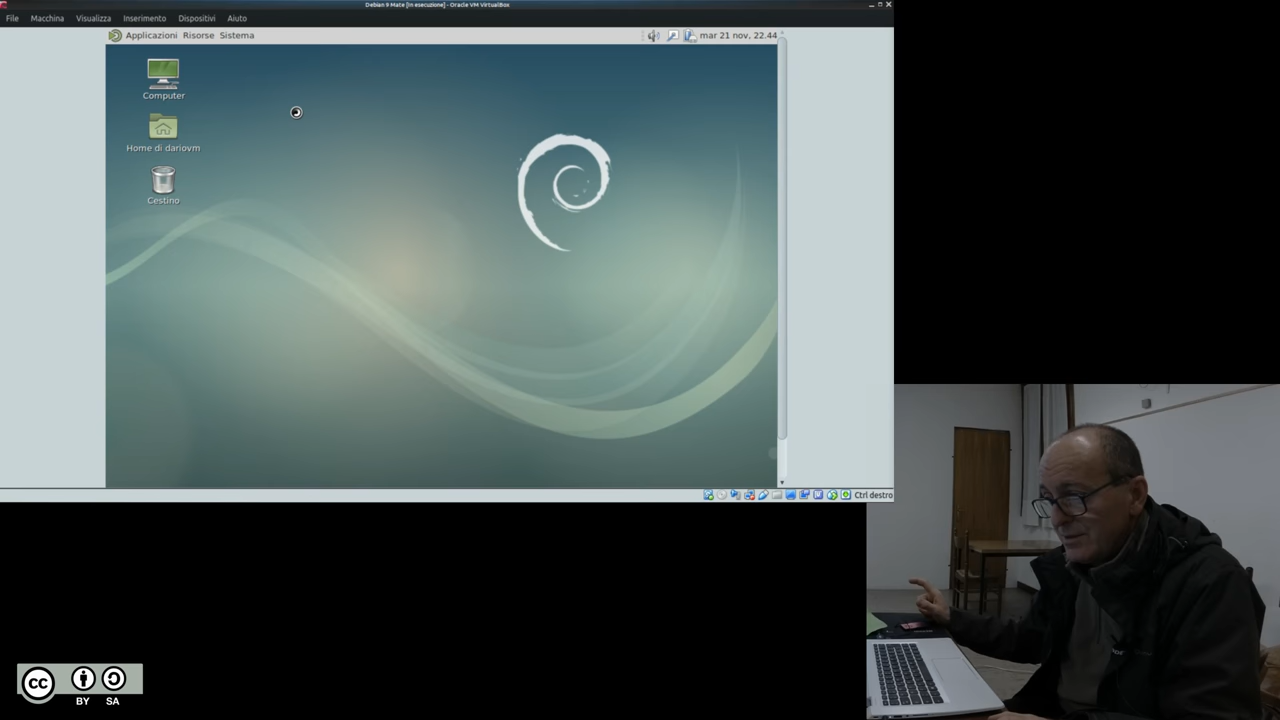 Debian 9 Mate [In esecuzione] - Oracle VM VirtualBox
File Macchina Visualizza Inserimento Dispositivi Aiuto
Applicazioni Risorse Sistema mar 21 nov, 22.44
Computer
Home di dariovm
Cestino
Ctrl destro
cc
BY SA